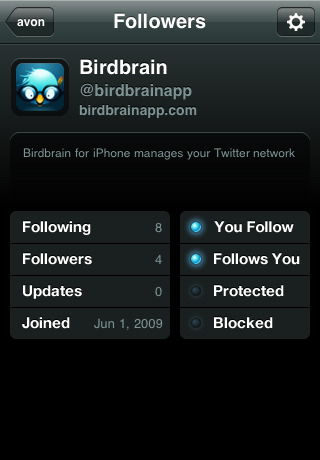 avon
Followers
Birdbrain
@birdbrainapp
birdbrainapp.com
Birdbrain for iPhone manages your Twitter network
Following 8
Followers 4
Updates 0
Joined Jun 1, 2009
You Follow
Follows You
Protected
Blocked